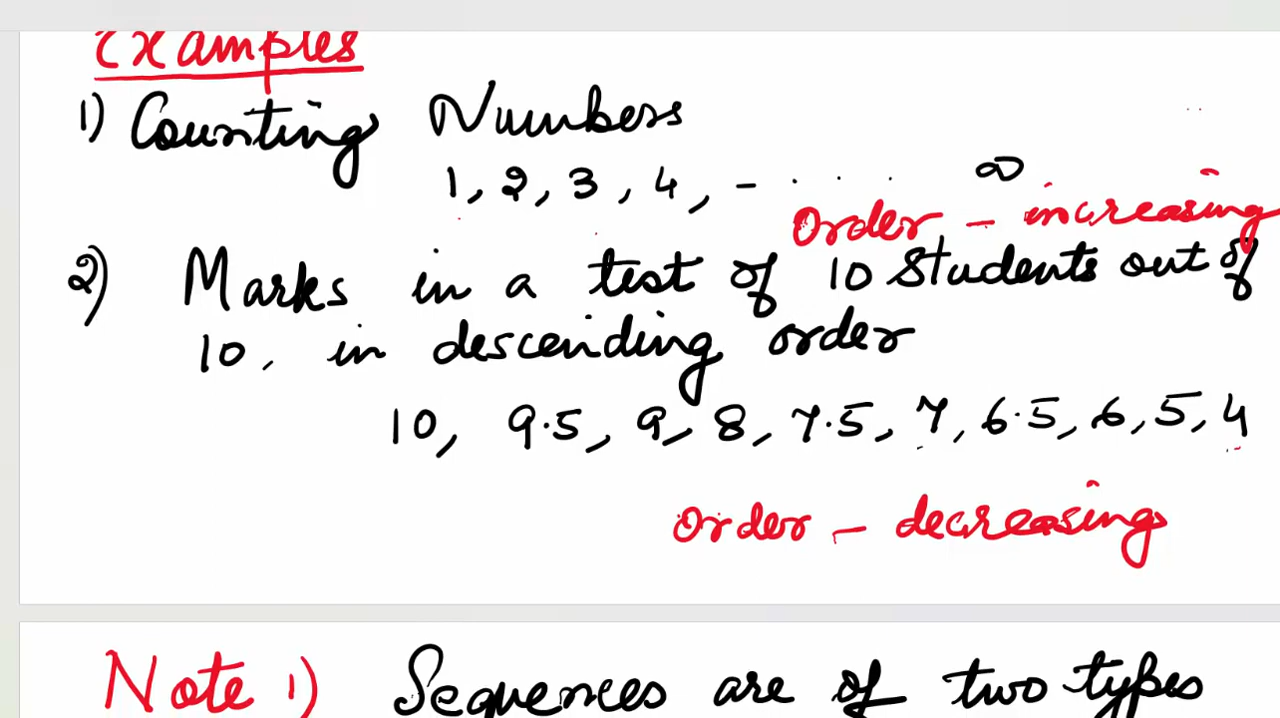 Examples
1) Counting Numbers
1, 2, 3, 4, - . . . . ∞
Order - increasing
2) Marks in a test of 10 Students out of
10, in descending order
10, 9.5, 9, 8, 7.5, 7, 6.5, 6, 5, 4
Order - decreasing
Note 1) Sequences are of two types